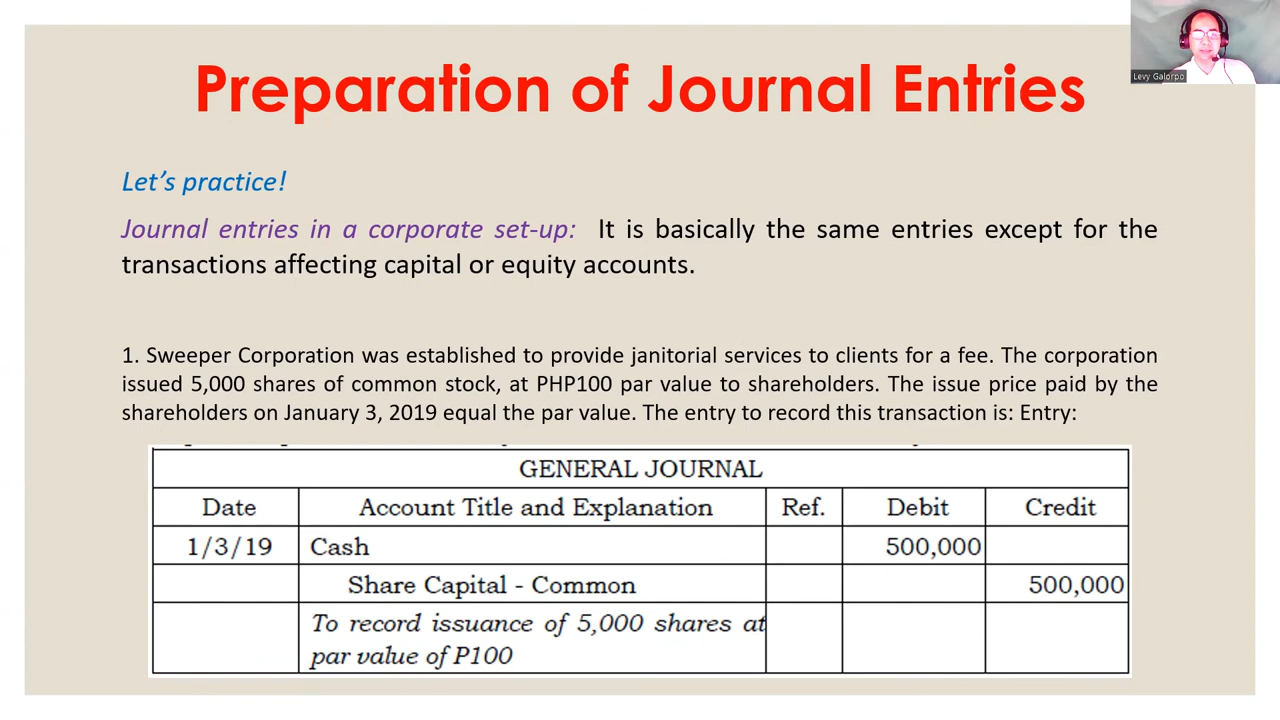 Levy Galorpo
Preparation of Journal Entries
Let's practice!
Journal entries in a corporate set-up: It is basically the same entries except for the
transactions affecting capital or equity accounts.
1. Sweeper Corporation was established to provide janitorial services to clients for a fee. The corporation
issued 5,000 shares of common stock, at PHP100 par value to shareholders. The issue price paid by the
shareholders on January 3, 2019 equal the par value. The entry to record this transaction is: Entry:
GENERAL JOURNAL
Date Account Title and Explanation Ref. Debit Credit
1/3/19 Cash 500,000
Share Capital - Common 500,000
To record issuance of 5,000 shares at
par value of P100